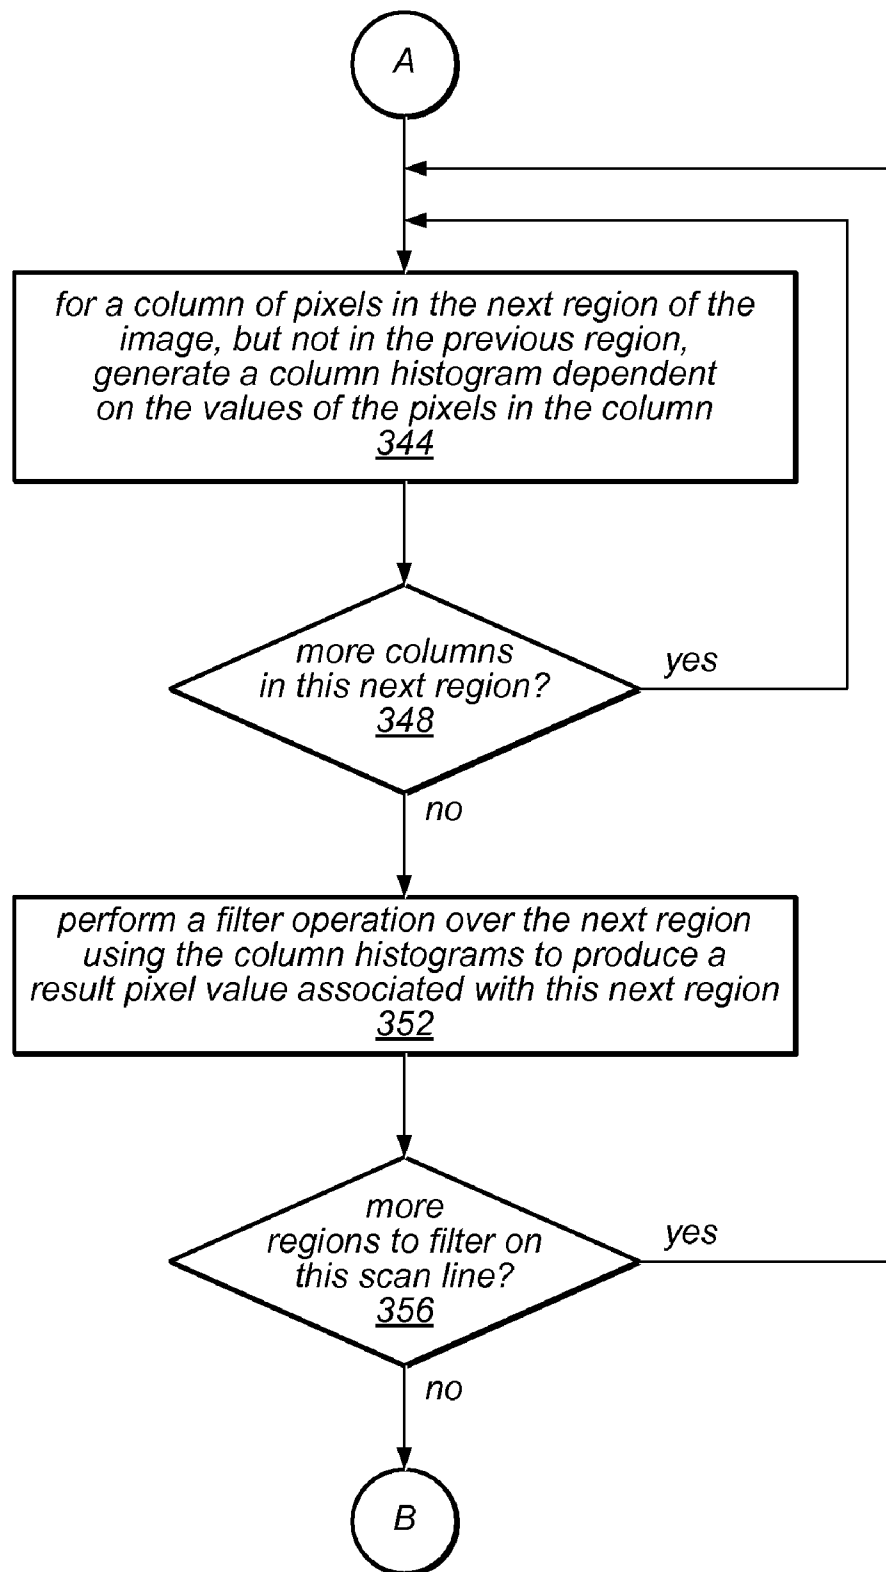 A
for a column of pixels in the next region of the
image, but not in the previous region,
generate a column histogram dependent
on the values of the pixels in the column
344
more columns
in this next region?
348
yes
no
perform a filter operation over the next region
using the column histograms to produce a
result pixel value associated with this next region
352
more
regions to filter on
this scan line?
356
yes
no
B